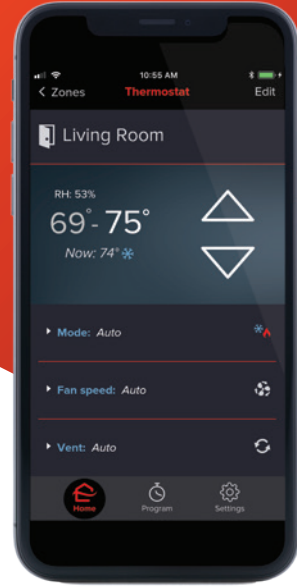 10:55 AM
Zones Thermostat Edit
Living Room
RH: 53%
69°- 75°
Now: 74°
Mode: Auto
Fan speed: Auto
Vent: Auto
Home Program Settings